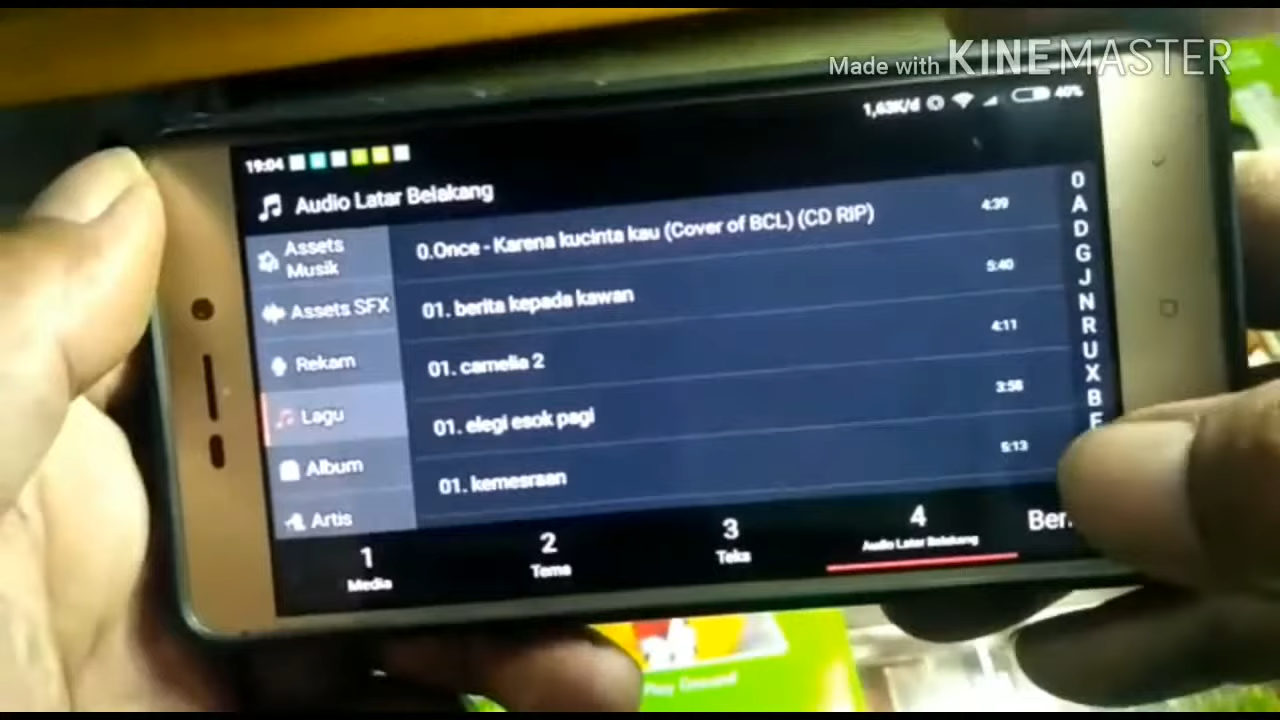 Made with KINEMASTER
19:04
1,63K/d
40%
Audio Latar Belakang
Assets Musik
Assets SFX
Rekam
Lagu
Album
Artis
0.Once - Karena kucinta kau (Cover of BCL) (CD RIP) 4:39
01. berita kepada kawan 5:40
01. camelia 2 4:11
01. elegi esok pagi 3:58
01. kemesraan 5:13
0
A
D
G
J
N
R
U
X
B
1
Media
2
Tema
3
Teks
4
Audio Latar Belakang